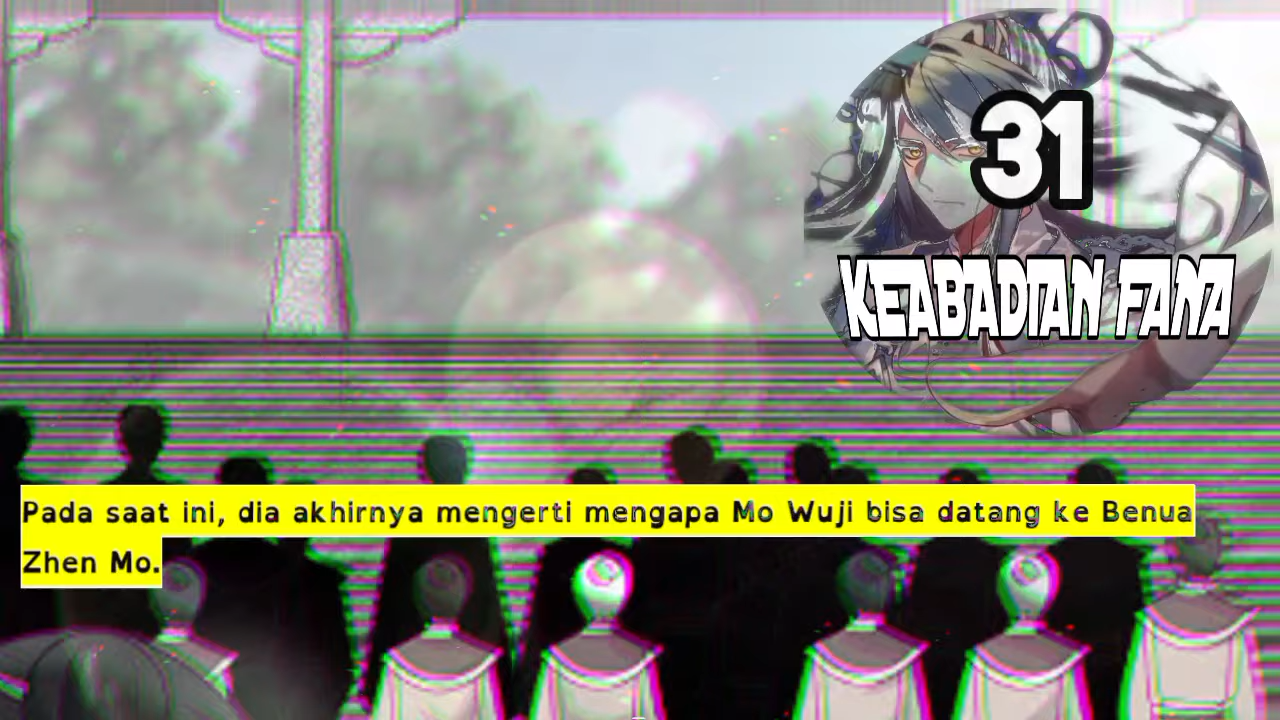 31
KEABADIAN FANA
Pada saat ini, dia akhirnya mengerti mengapa Mo Wuji bisa datang ke Benua
Zhen Mo.